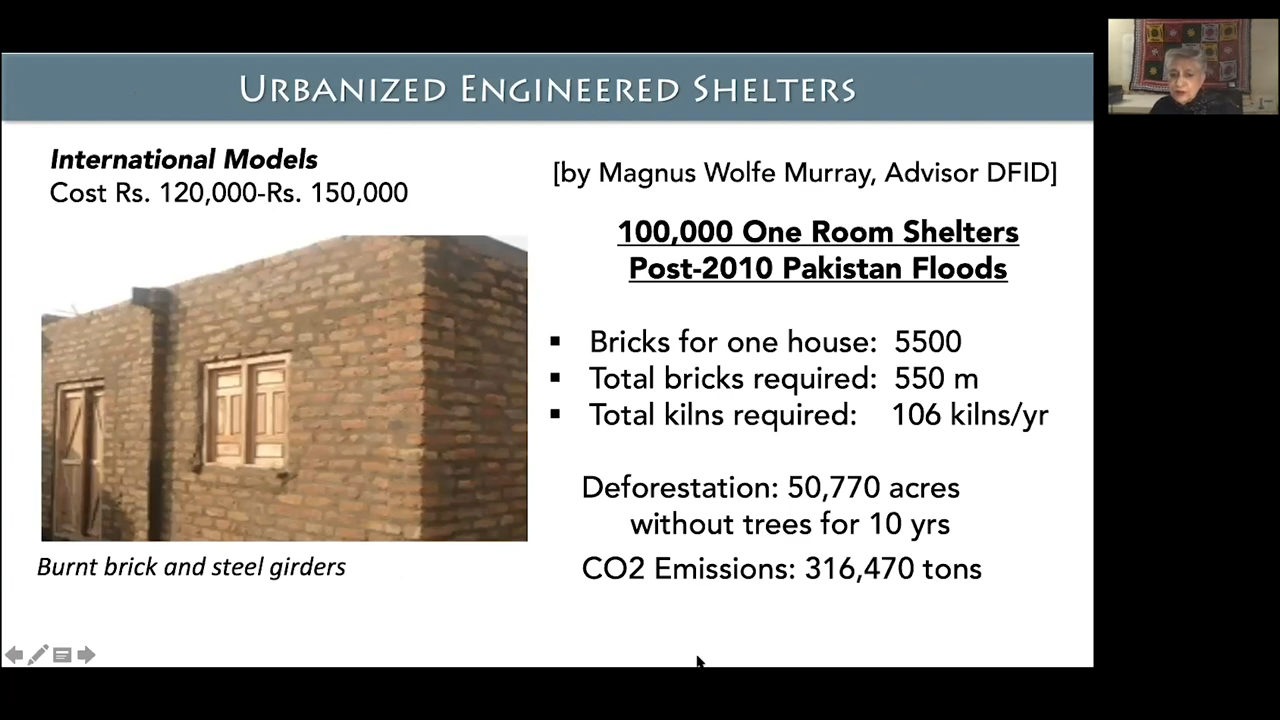 URBANIZED ENGINEERED SHELTERS
International Models
Cost Rs. 120,000-Rs. 150,000
Burnt brick and steel girders
[by Magnus Wolfe Murray, Advisor DFID]
100,000 One Room Shelters
Post-2010 Pakistan Floods
▪ Bricks for one house: 5500
▪ Total bricks required: 550 m
▪ Total kilns required: 106 kilns/yr
Deforestation: 50,770 acres
without trees for 10 yrs
CO2 Emissions: 316,470 tons